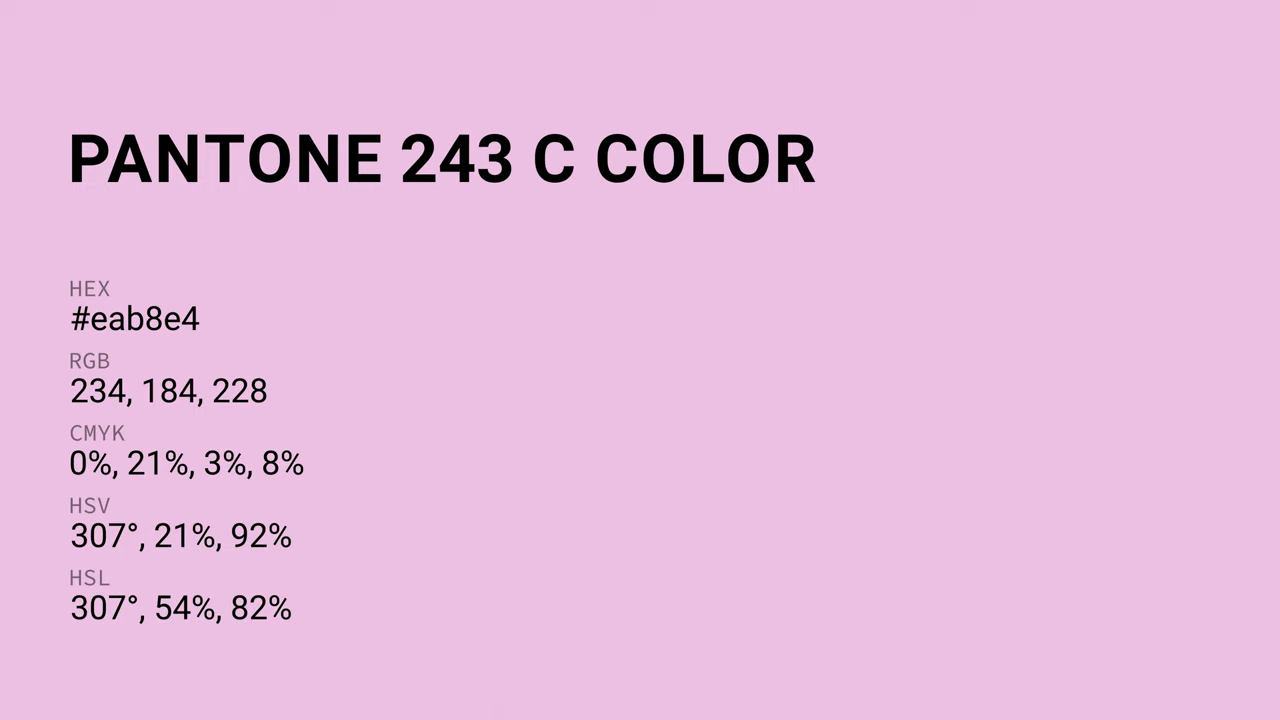 PANTONE 243 C COLOR
HEX
#eab8e4
RGB
234, 184, 228
CMYK
0%, 21%, 3%, 8%
HSV
307°, 21%, 92%
HSL
307°, 54%, 82%